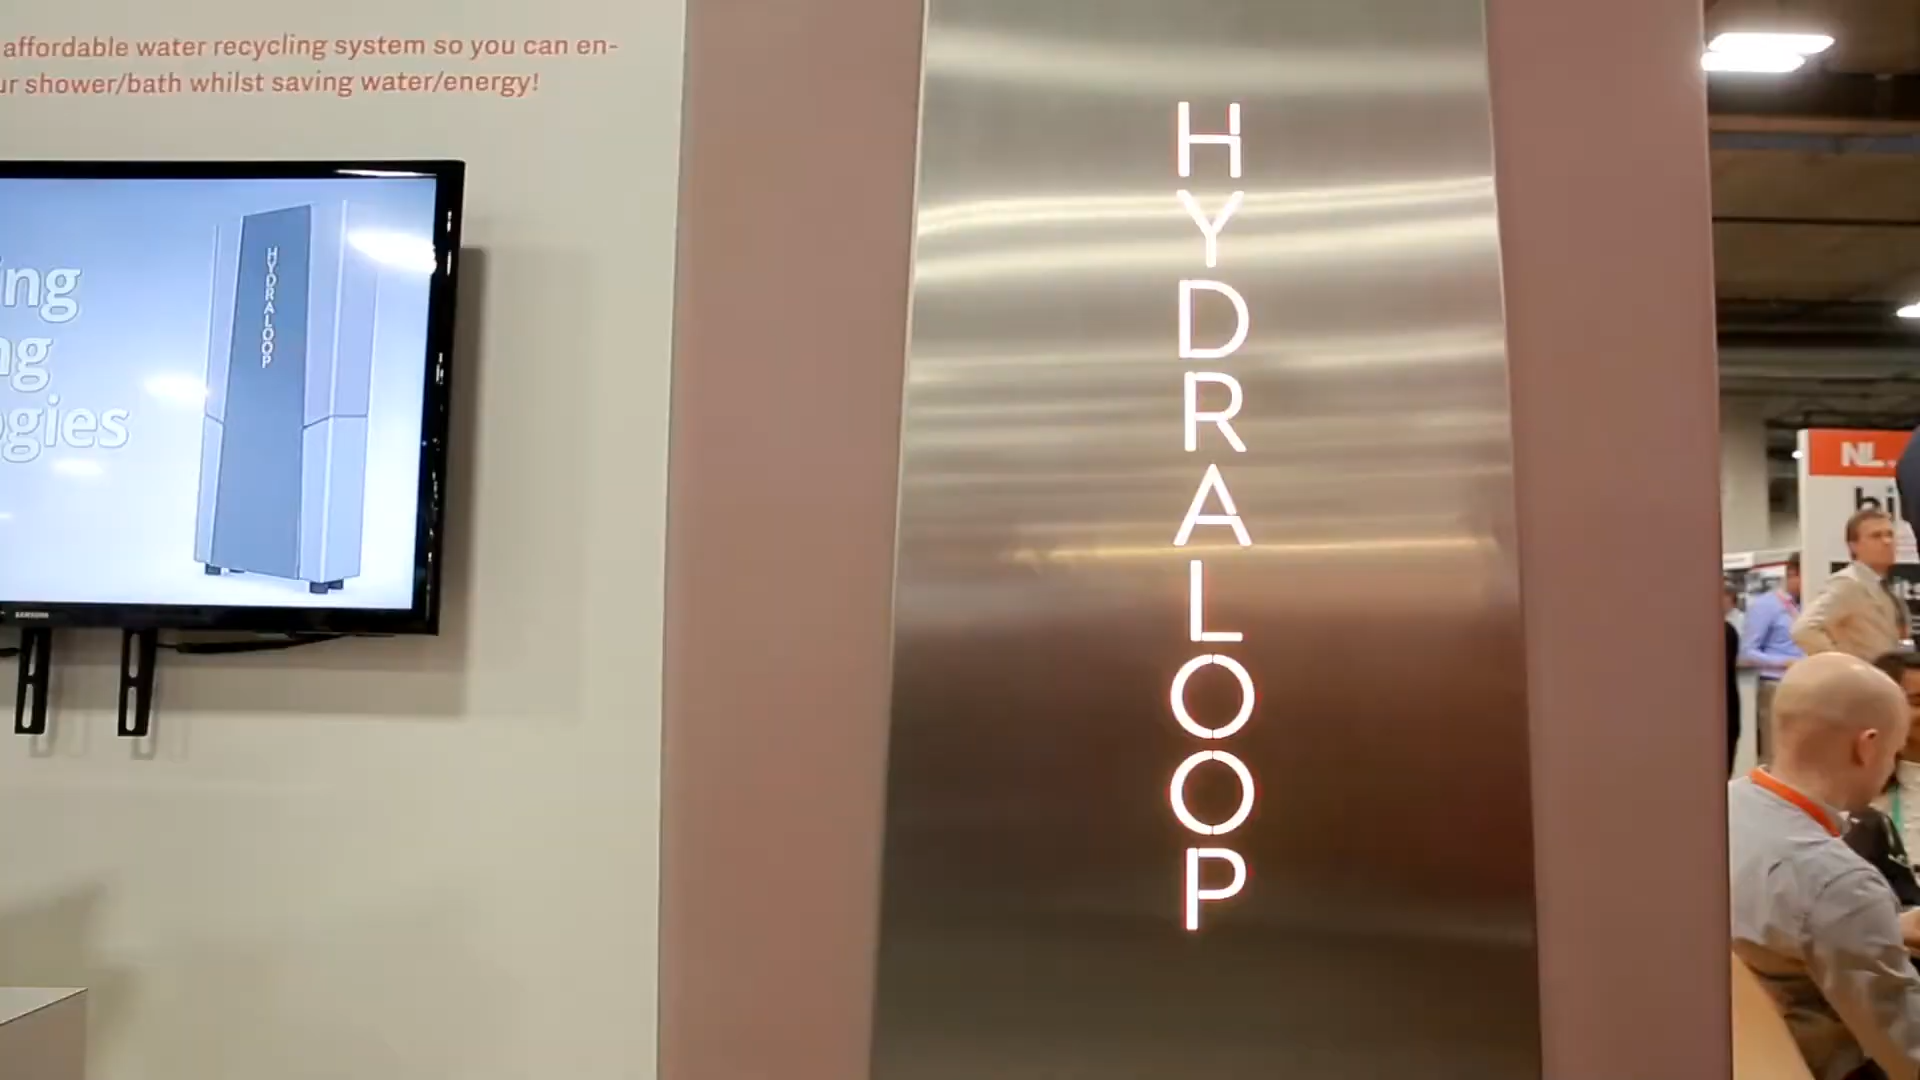 affordable water recycling system so you can en-
ur shower/bath whilst saving water/energy!
ing
ng
ogies
HYDRALOOP
SAMSUNG
HYDRALOOP
NL